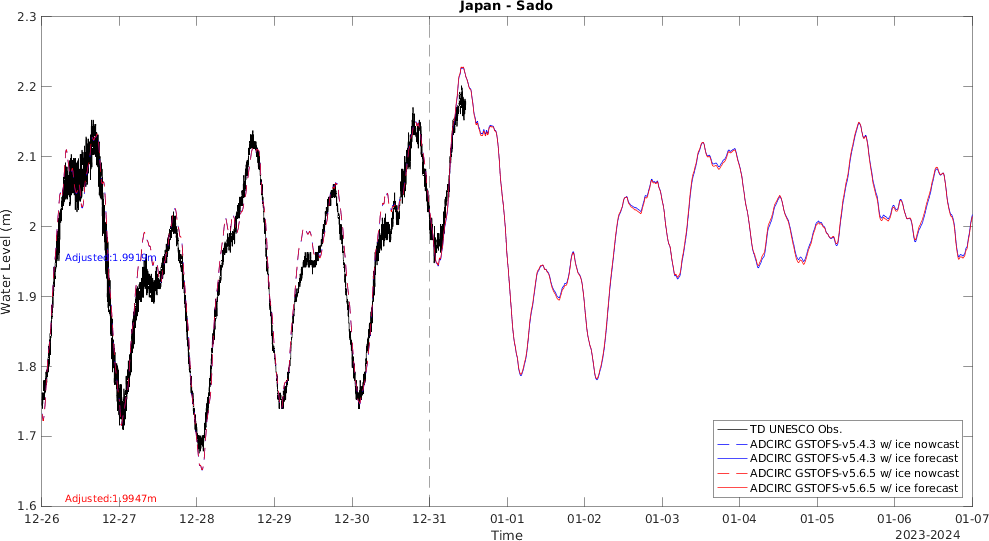 Japan - Sado
2.3
2.2
2.1
2
1.9
1.8
1.7
1.6
Water Level (m)
Adjusted:1.9919m
Adjusted:1.9947m
TD UNESCO Obs.
ADCIRC GSTOFS-v5.4.3 w/ ice nowcast
ADCIRC GSTOFS-v5.4.3 w/ ice forecast
ADCIRC GSTOFS-v5.6.5 w/ ice nowcast
ADCIRC GSTOFS-v5.6.5 w/ ice forecast
12-26 12-27 12-28 12-29 12-30 12-31 01-01 01-02 01-03 01-04 01-05 01-06 01-07
Time
2023-2024